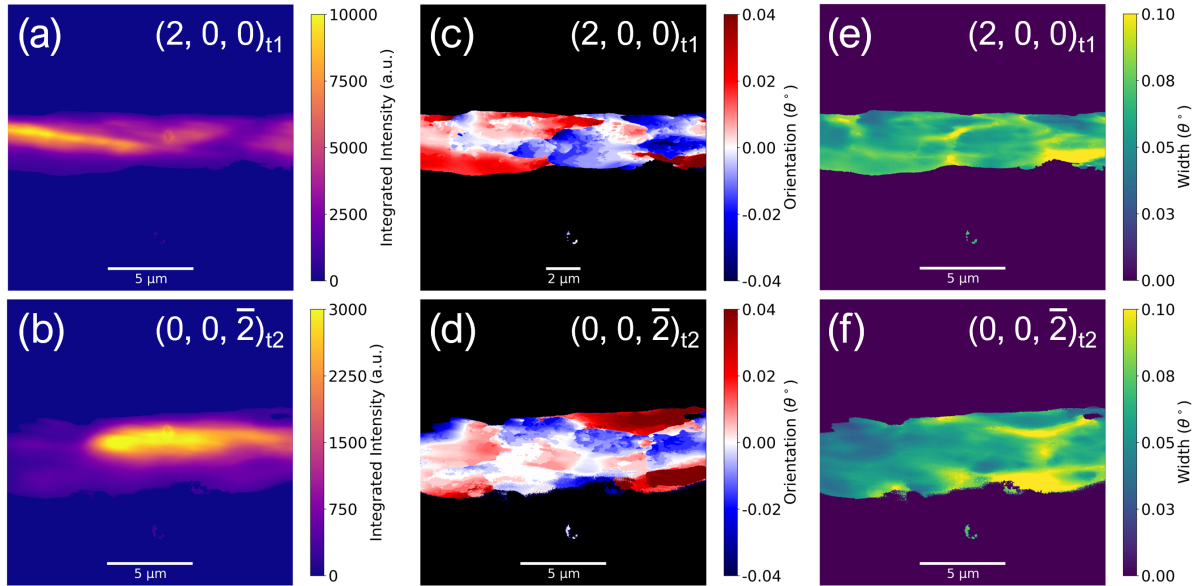 (a)
(2, 0, 0)t1
10000
7500
5000
2500
0
Integrated Intensity (a.u.)
5 µm
(c)
(2, 0, 0)t1
0.04
0.02
0.00
-0.02
-0.04
Orientation (θ°)
2 µm
(e)
(2, 0, 0)t1
0.10
0.08
0.05
0.03
0.00
Width (θ°)
5 µm
(b)
(0, 0, 2̅)t2
3000
2250
1500
750
0
Integrated Intensity (a.u.)
5 µm
(d)
(0, 0, 2̅)t2
0.04
0.02
0.00
-0.02
-0.04
Orientation (θ°)
5 µm
(f)
(0, 0, 2̅)t2
0.10
0.08
0.05
0.03
0.00
Width (θ°)
5 µm